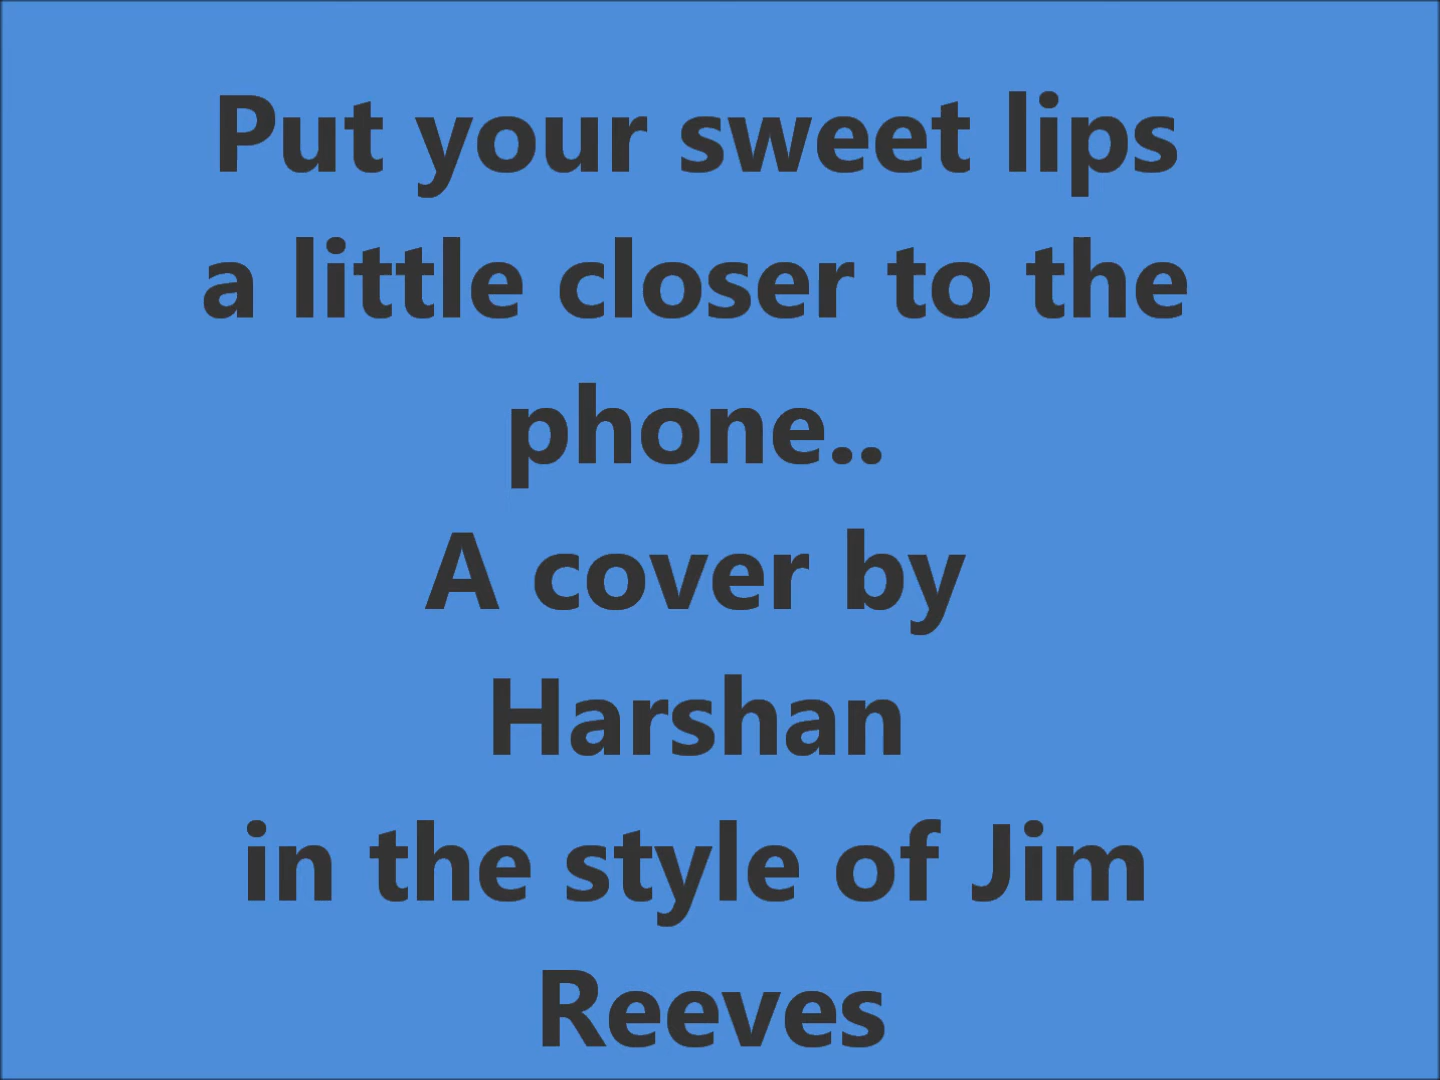 Put your sweet lips
a little closer to the
phone..
A cover by
Harshan
in the style of Jim
Reeves